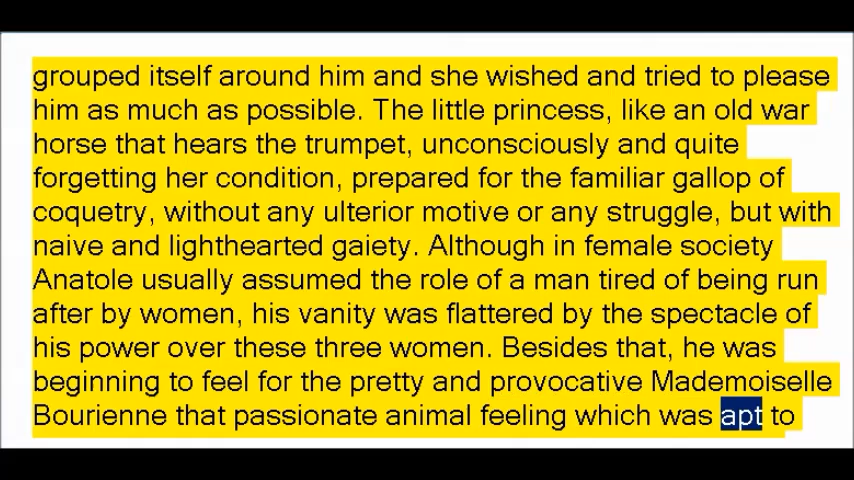 grouped itself around him and she wished and tried to please
him as much as possible. The little princess, like an old war
horse that hears the trumpet, unconsciously and quite
forgetting her condition, prepared for the familiar gallop of
coquetry, without any ulterior motive or any struggle, but with
naive and lighthearted gaiety. Although in female society
Anatole usually assumed the role of a man tired of being run
after by women, his vanity was flattered by the spectacle of
his power over these three women. Besides that, he was
beginning to feel for the pretty and provocative Mademoiselle
Bourienne that passionate animal feeling which was apt to